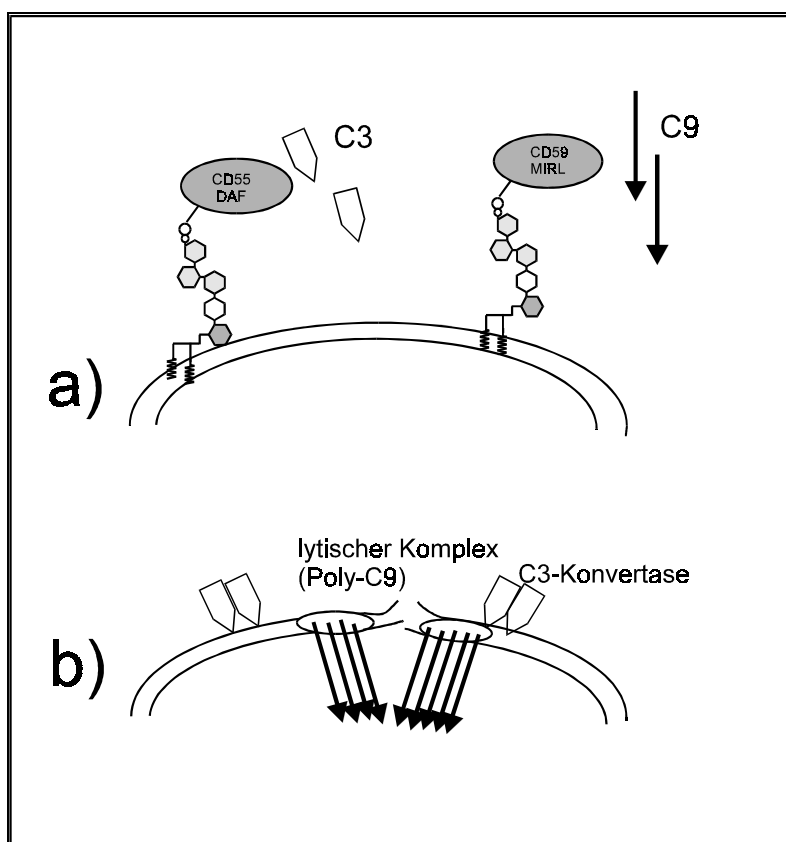 C3
C9
CD55
DAF
CD59
MIRL
a)
lytischer Komplex
(Poly-C9)
C3-Konvertase
b)